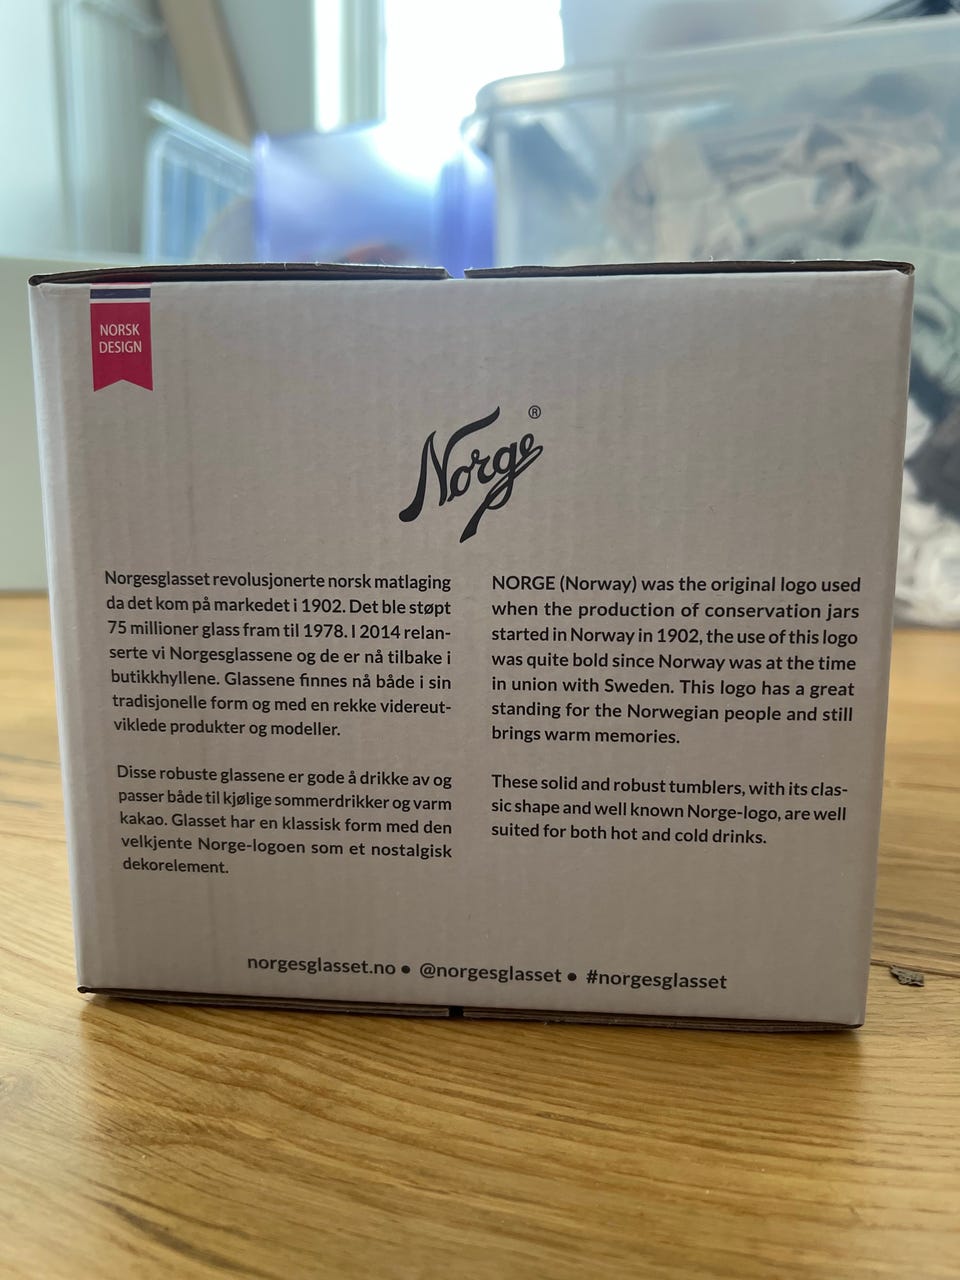 NORSK
DESIGN
Norge®
Norgesglasset revolusjonerte norsk matlaging
da det kom på markedet i 1902. Det ble støpt
75 millioner glass fram til 1978. I 2014 relan-
serte vi Norgesglassene og de er nå tilbake i
butikkhyllene. Glassene finnes nå både i sin
tradisjonelle form og med en rekke videreut-
viklede produkter og modeller.
Disse robuste glassene er gode å drikke av og
passer både til kjølige sommerdrikker og varm
kakao. Glasset har en klassisk form med den
velkjente Norge-logoen som et nostalgisk
dekorelement.
NORGE (Norway) was the original logo used
when the production of conservation jars
started in Norway in 1902, the use of this logo
was quite bold since Norway was at the time
in union with Sweden. This logo has a great
standing for the Norwegian people and still
brings warm memories.
These solid and robust tumblers, with its clas-
sic shape and well known Norge-logo, are well
suited for both hot and cold drinks.
norgesglasset.no • @norgesglasset • #norgesglasset